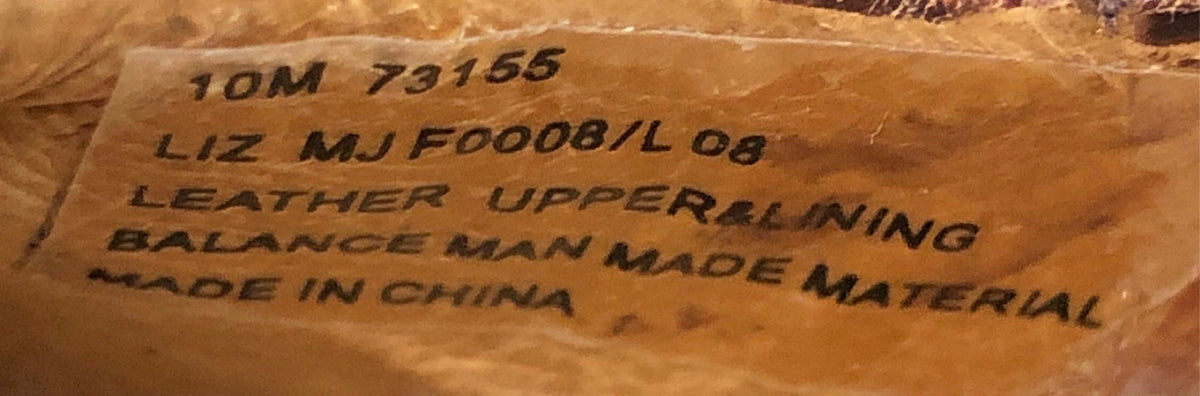 10M 73155
LIZ MJ F0008/L 08
LEATHER UPPER&LINING
BALANCE MAN MADE MATERIAL
MADE IN CHINA